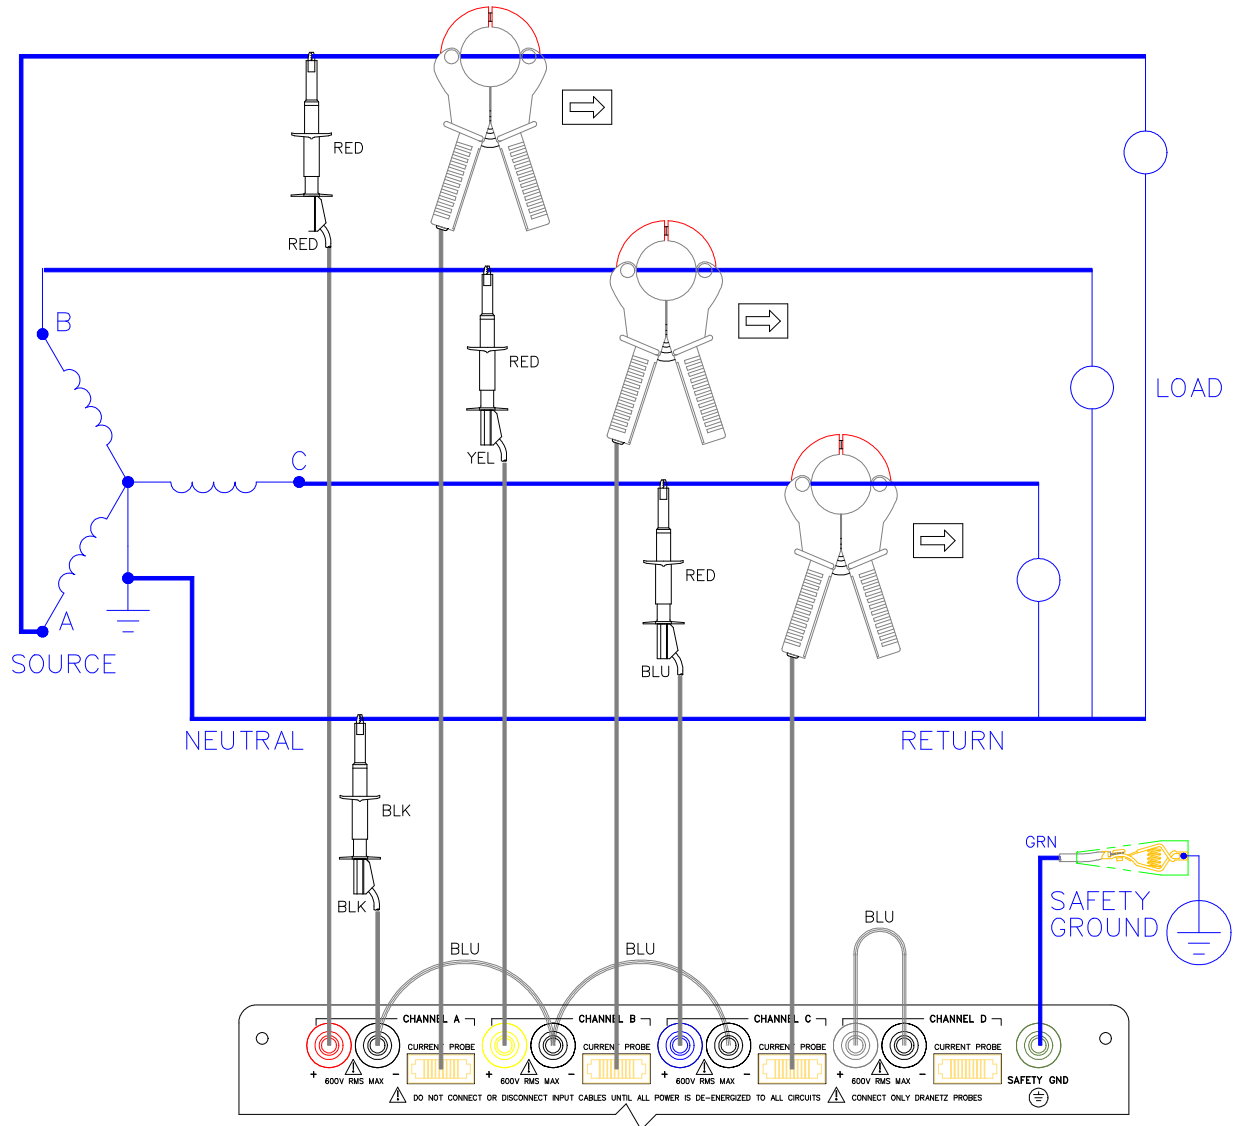 RED
RED
B
RED
LOAD
YEL
C
RED
A
BLU
SOURCE
NEUTRAL
RETURN
BLK
GRN
BLK
SAFETY
GROUND
BLU
BLU
BLU
CHANNEL A
CHANNEL B
CHANNEL C
CHANNEL D
CURRENT PROBE
CURRENT PROBE
CURRENT PROBE
CURRENT PROBE
+ 600V RMS MAX -
+ 600V RMS MAX -
+ 600V RMS MAX -
+ 600V RMS MAX -
SAFETY GND
DO NOT CONNECT OR DISCONNECT INPUT CABLES UNTIL ALL POWER IS DE-ENERGIZED TO ALL CIRCUITS
CONNECT ONLY DRANETZ PROBES